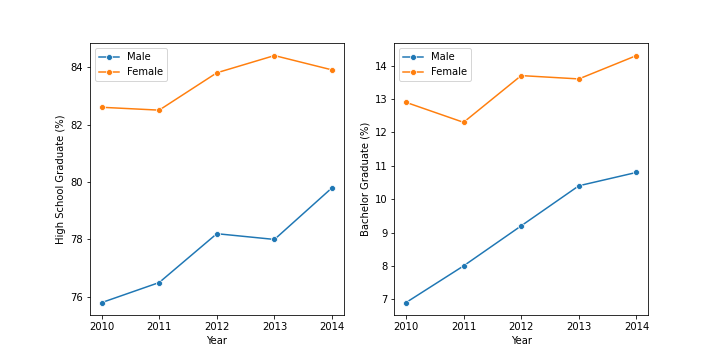 Male
Female
High School Graduate (%)
84
82
80
78
76
2010 2011 2012 2013 2014
Year
Male
Female
Bachelor Graduate (%)
14
13
12
11
10
9
8
7
2010 2011 2012 2013 2014
Year